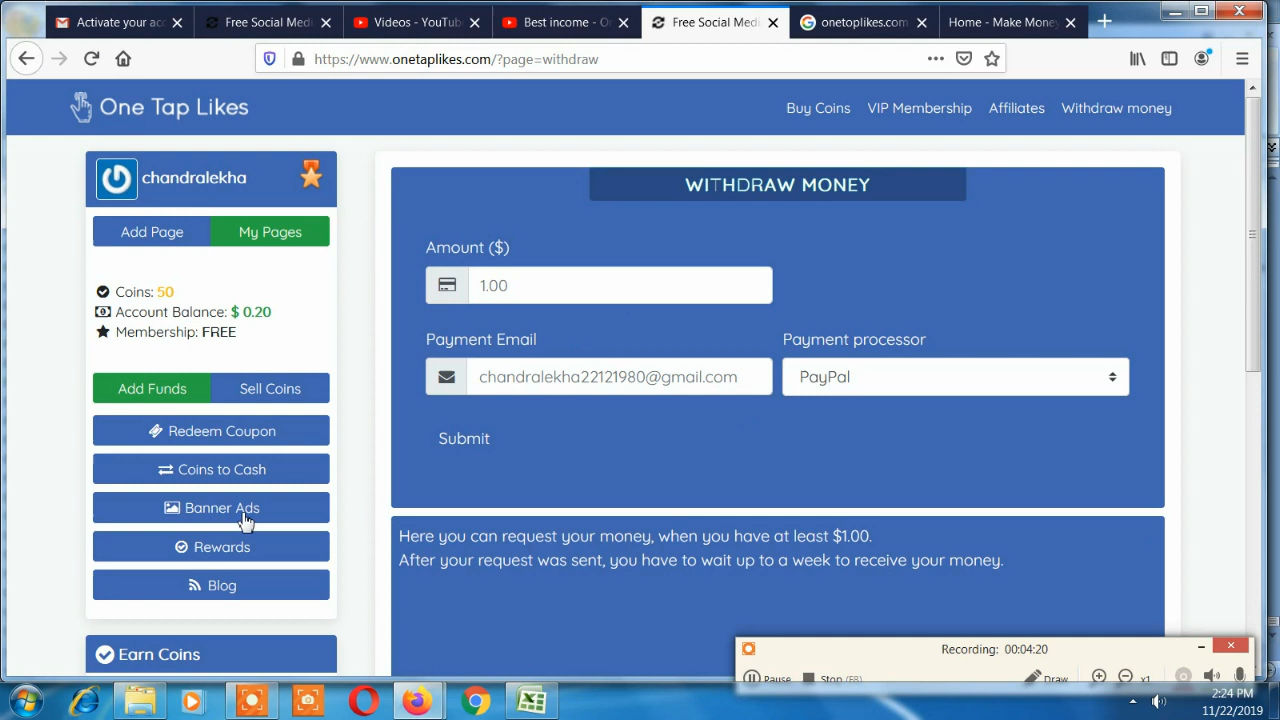 Activate your acc
Free Social Medi
Videos - YouTub
Best income - On
Free Social Medi
onetoplikes.com
Home - Make Money
https://www.onetaplikes.com/?page=withdraw
One Tap Likes
Buy Coins
VIP Membership
Affiliates
Withdraw money
chandralekha
Add Page
My Pages
Coins: 50
Account Balance: $ 0.20
Membership: FREE
Add Funds
Sell Coins
Redeem Coupon
Coins to Cash
Banner Ads
Rewards
Blog
Earn Coins
WITHDRAW MONEY
Amount ($)
1.00
Payment Email
Payment processor
chandralekha22121980@gmail.com
PayPal
Submit
Here you can request your money, when you have at least $1.00.
After your request was sent, you have to wait up to a week to receive your money.
Recording: 00:04:20
Pause
Stop (F8)
Draw
x1
2:24 PM
11/22/2019